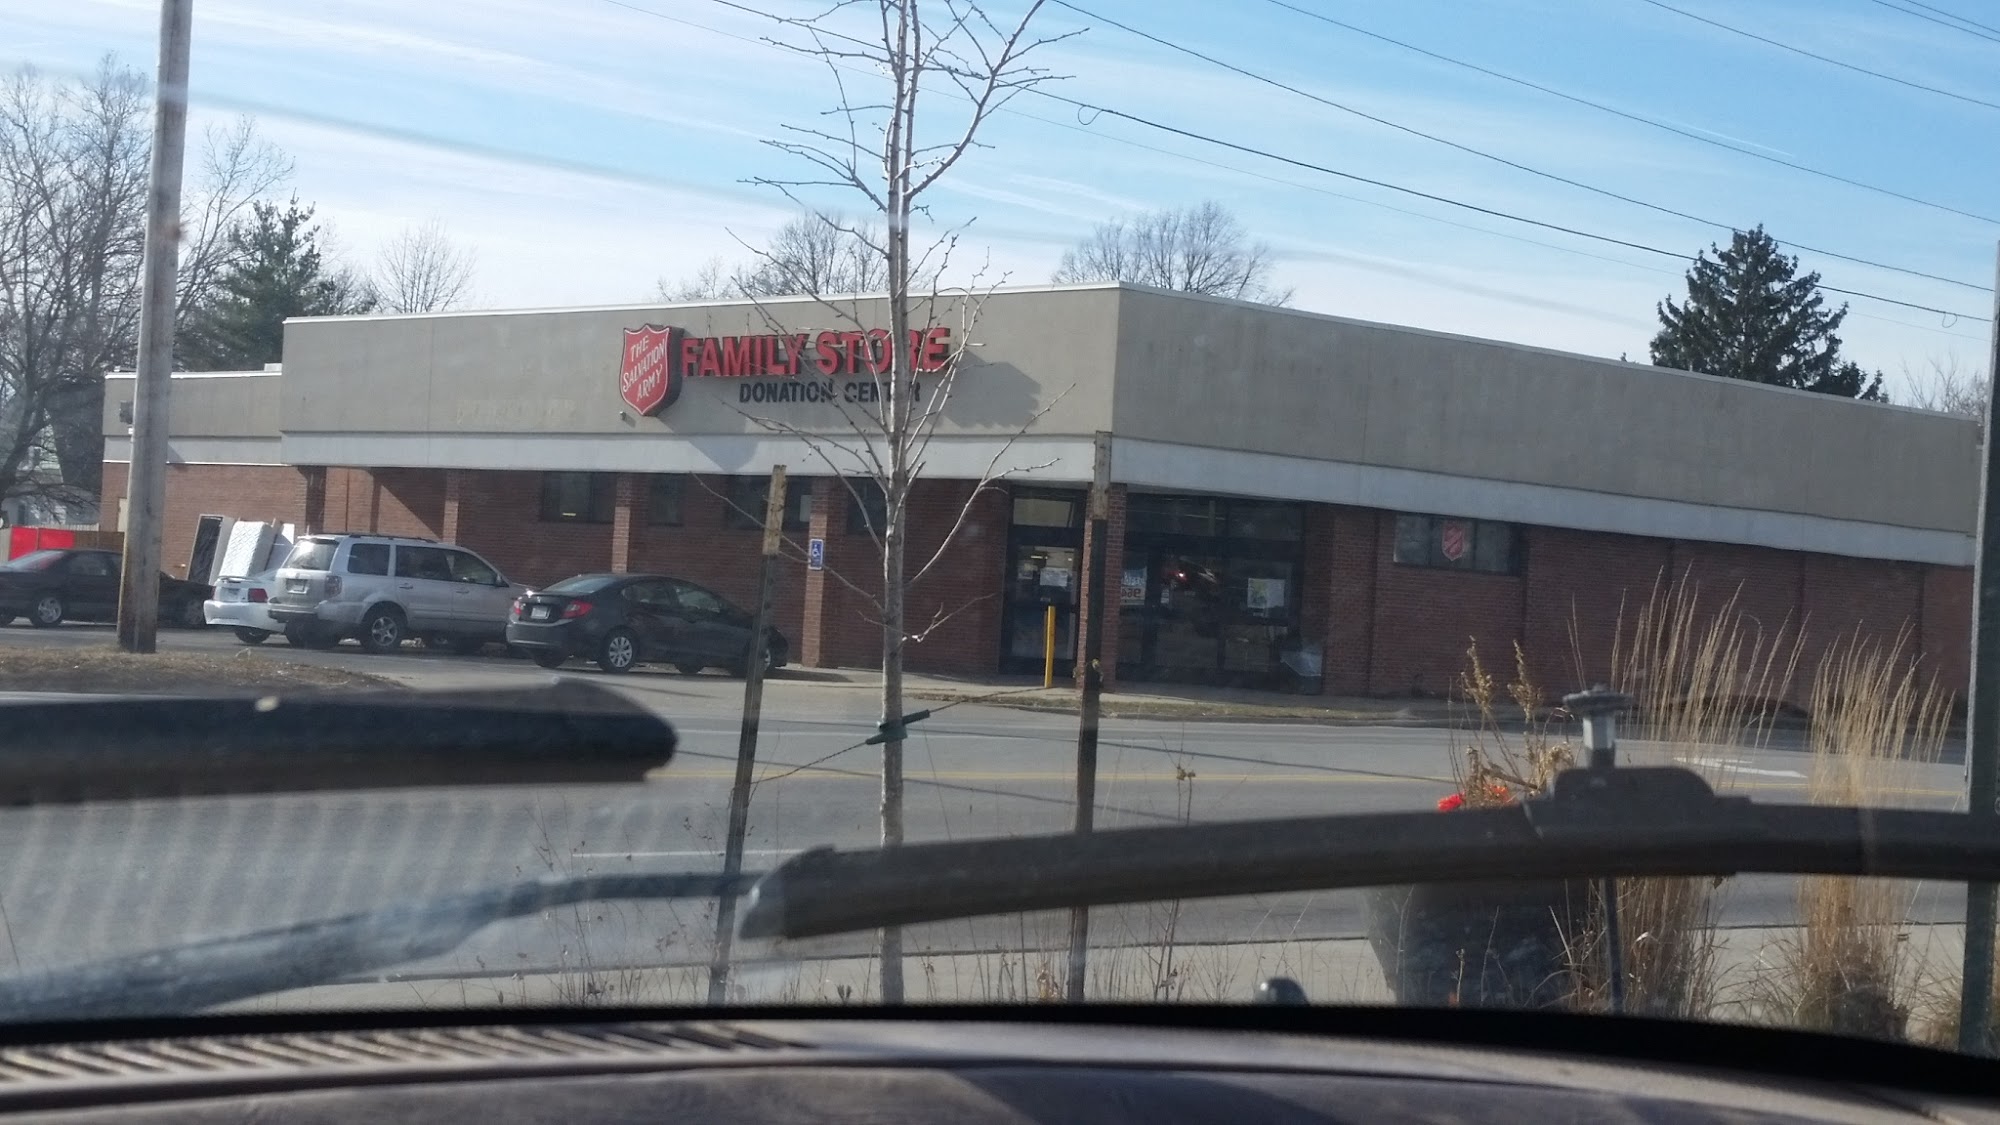 THE
SALVATION
ARMY
FAMILY STORE
DONATION CENTER